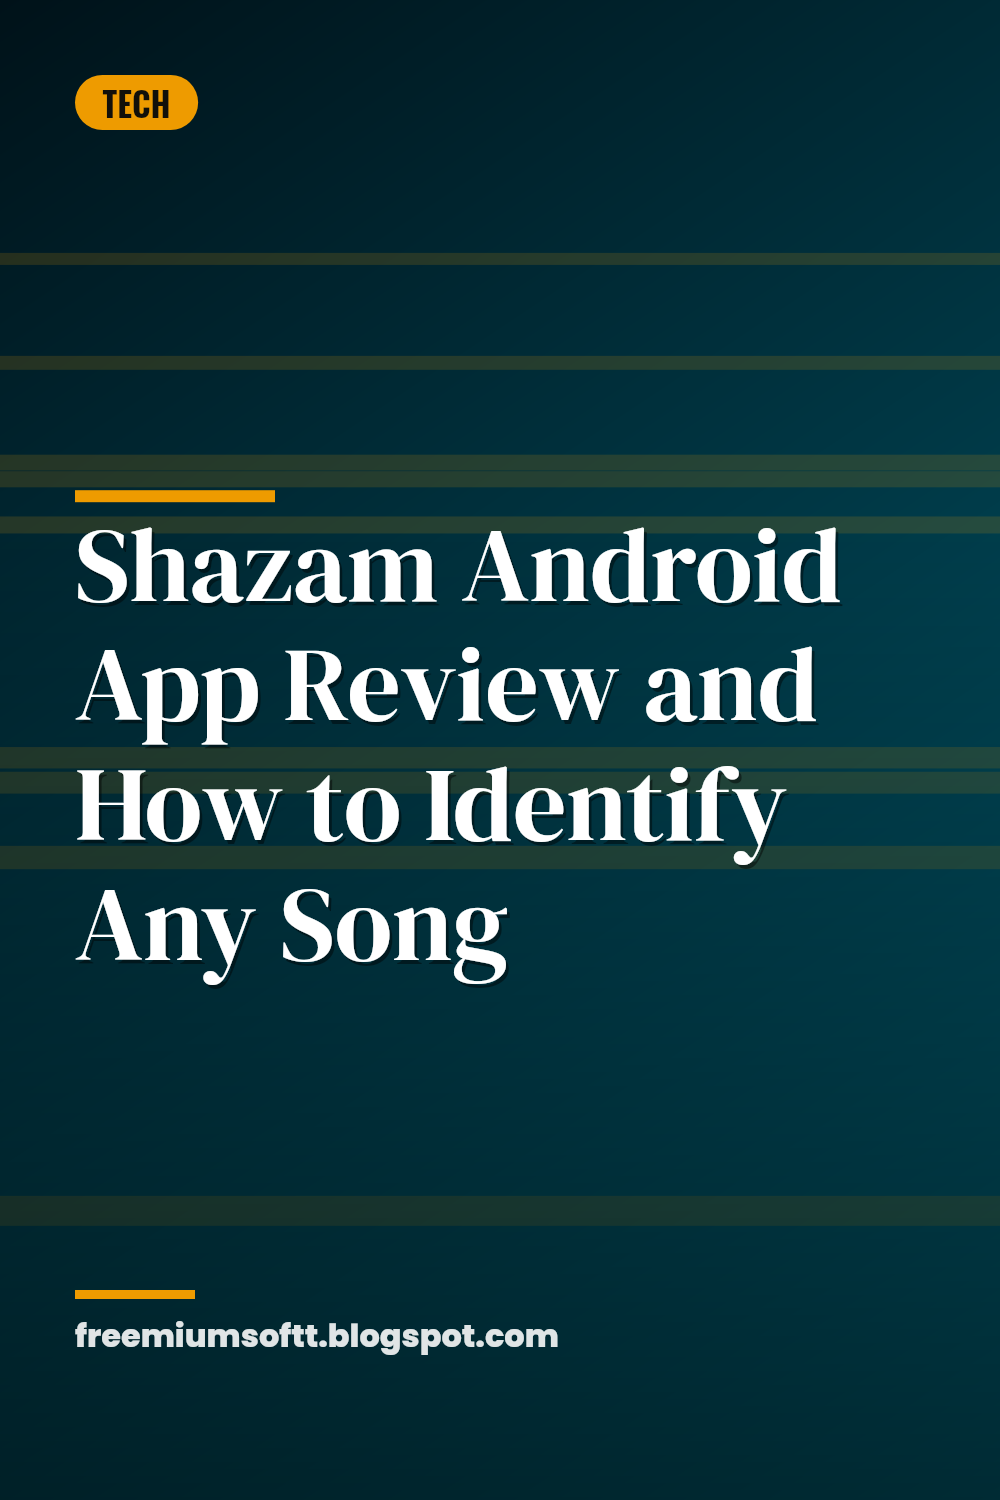 TECH
Shazam Android
App Review and
How to Identify
Any Song
freemiumsoftt.blogspot.com